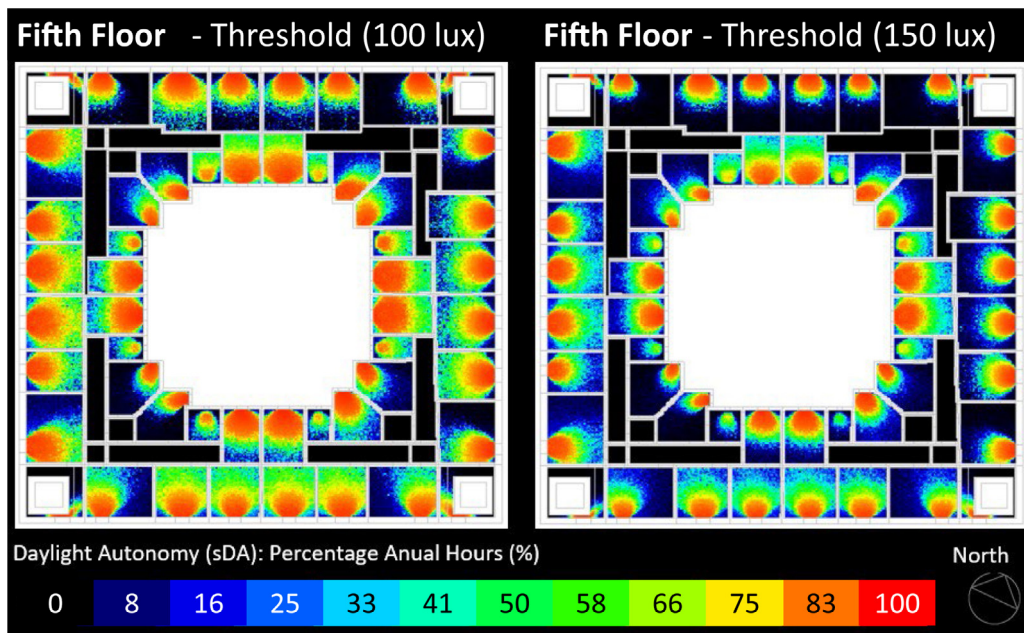 Fifth Floor - Threshold (100 lux)
Fifth Floor - Threshold (150 lux)
Daylight Autonomy (sDA): Percentage Anual Hours (%)
North
0 8 16 25 33 41 50 58 66 75 83 100